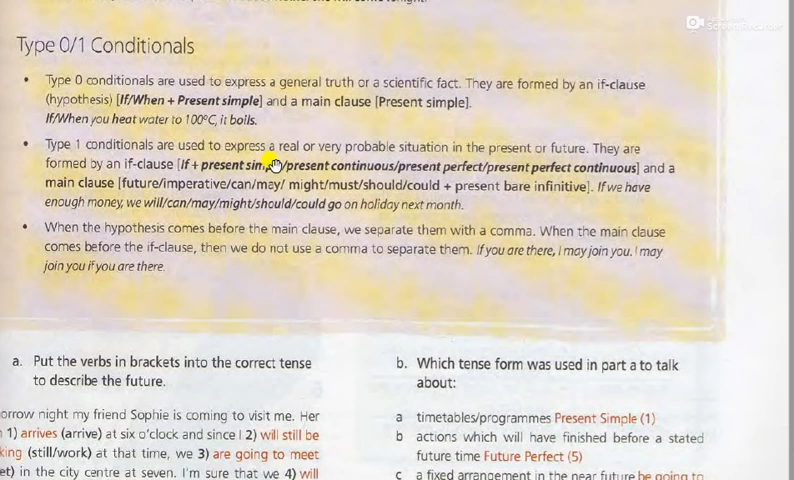 Type 0/1 Conditionals
• Type 0 conditionals are used to express a general truth or a scientific fact. They are formed by an if-clause
(hypothesis) [If/When + Present simple] and a main clause [Present simple].
If/When you heat water to 100°C, it boils.
• Type 1 conditionals are used to express a real or very probable situation in the present or future. They are
formed by an if-clause [If + present simple/present continuous/present perfect/present perfect continuous] and a
main clause [future/imperative/can/may/ might/must/should/could + present bare infinitive]. If we have
enough money, we will/can/may/might/should/could go on holiday next month.
• When the hypothesis comes before the main clause, we separate them with a comma. When the main clause
comes before the if-clause, then we do not use a comma to separate them. If you are there, I may join you. I may
join you if you are there.
a. Put the verbs in brackets into the correct tense
to describe the future.
orrow night my friend Sophie is coming to visit me. Her
1) arrives (arrive) at six o'clock and since I 2) will still be
king (still/work) at that time, we 3) are going to meet
et) in the city centre at seven. I'm sure that we 4) will
b. Which tense form was used in part a to talk
about:
a timetables/programmes Present Simple (1)
b actions which will have finished before a stated
future time Future Perfect (5)
c a fixed arrangement in the near future be going to